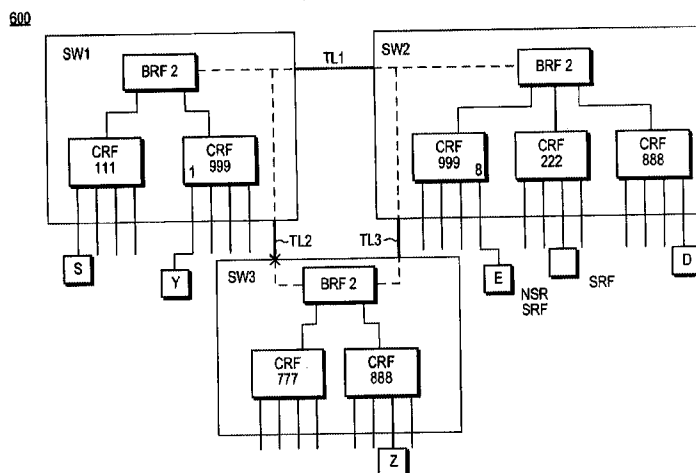 600
SW1
BRF 2
CRF
111
1
CRF
999
TL1
SW2
BRF 2
CRF
999
8
CRF
222
CRF
888
S
Y
TL2
TL3
SW3
BRF 2
E
NSR
SRF
SRF
D
CRF
777
CRF
888
Z